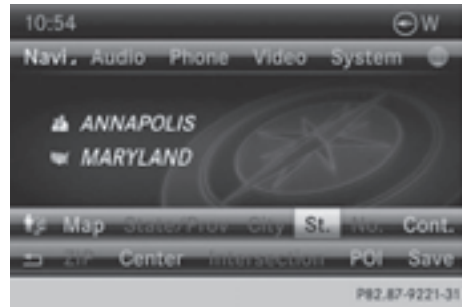 10:54 W
Navi. Audio Phone Video System
ANNAPOLIS
MARYLAND
Map State/Prov City St. No. Cont.
ZIP Center Intersection POI Save
P82.87-9221-31